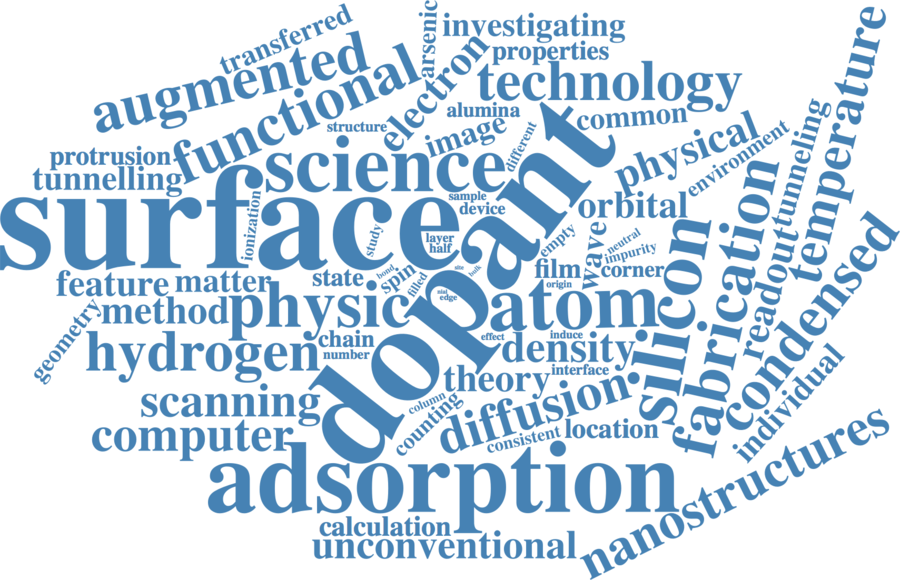 transferred
arsenic
investigating
augmented
functional
electron
properties
technology
temperature
alumina
common
structure
image
different
protrusion
tunnelling
science
physical
environment
tunneling
surface
ionization
sample
device
dopant
orbital
study
layer
half
empty
wave
neutral
impurity
silicon
fabrication
readout
condensed
feature
matter
state
bond
spin
filled
site
bulk
film
origin
corner
geometry
method
physic
nist
edge
atom
hydrogen
chain
number
effect
induce
density
interface
theory
individual
scanning
column
counting
diffusion
computer
consistent
location
adsorption
nanostructures
calculation
unconventional